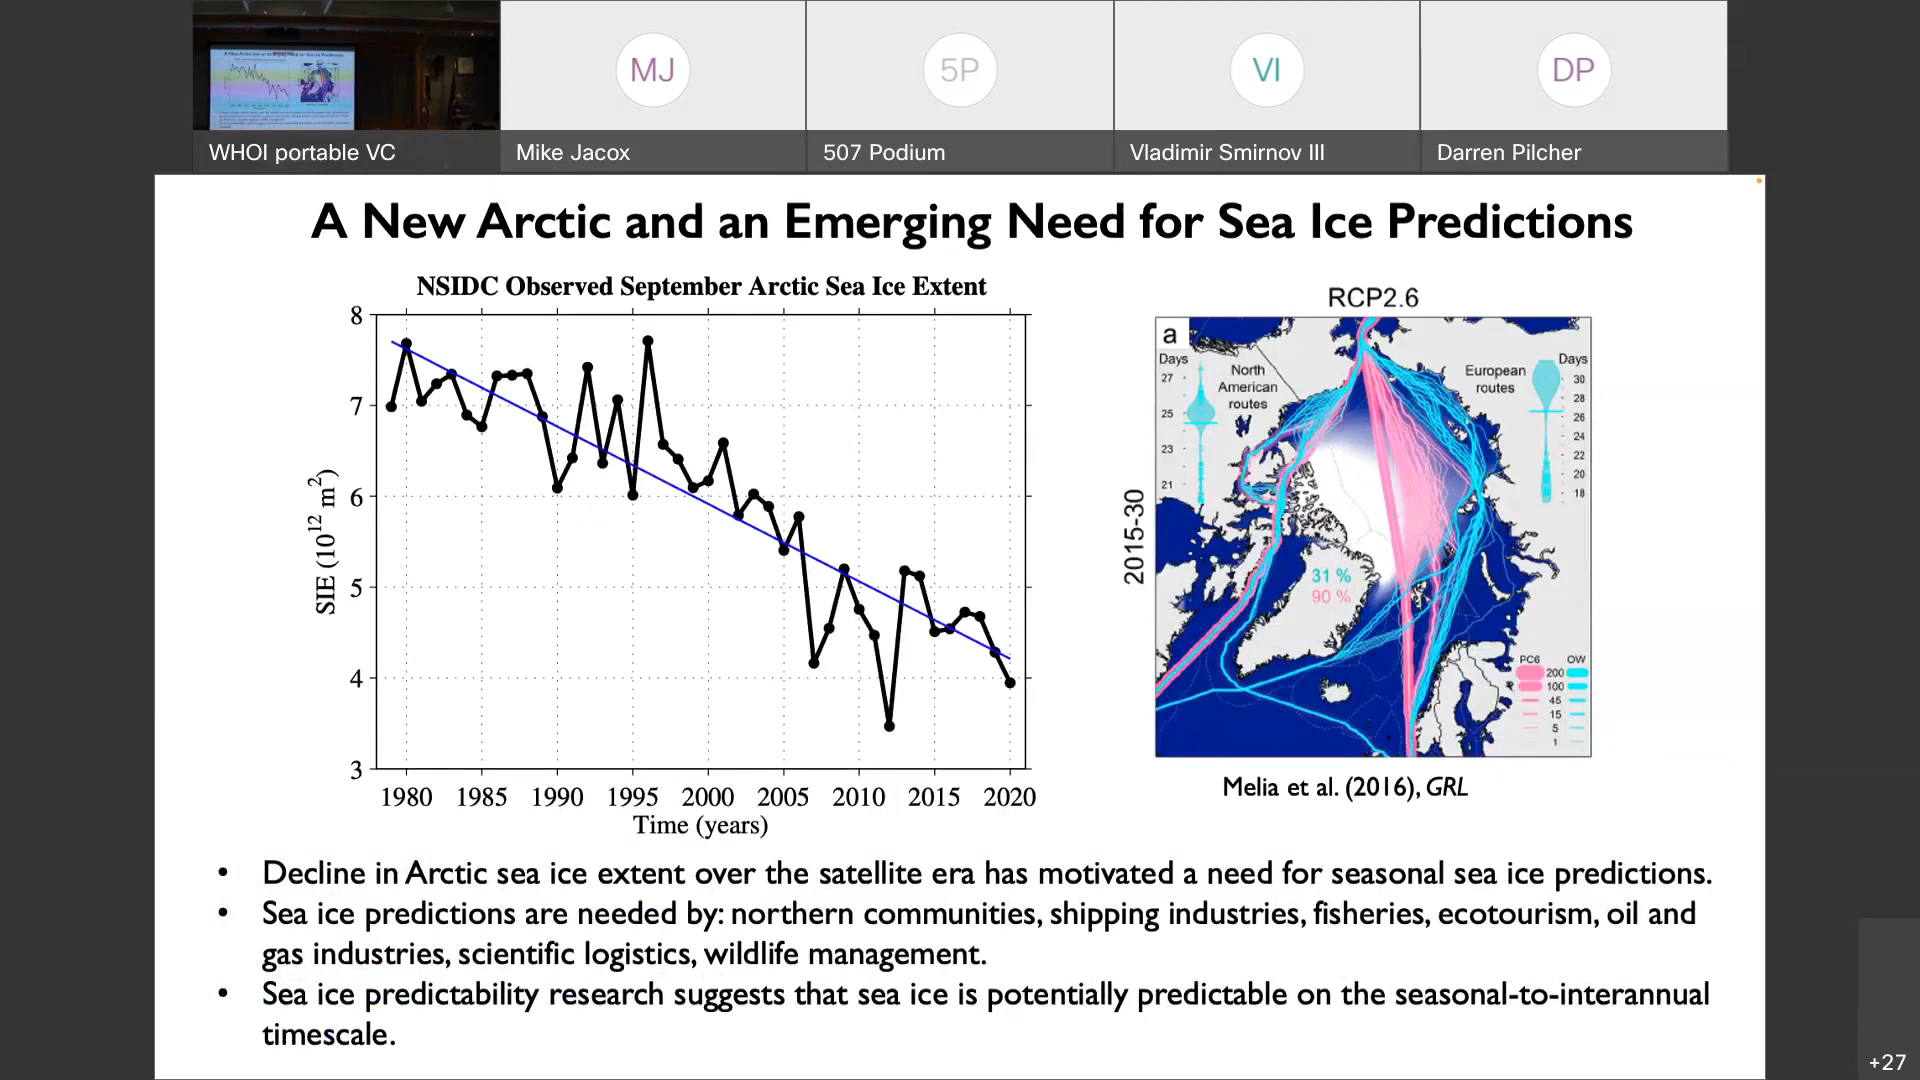 MJ
5P
VI
DP
WHOI portable VC
Mike Jacox
507 Podium
Vladimir Smirnov III
Darren Pilcher
A New Arctic and an Emerging Need for Sea Ice Predictions
NSIDC Observed September Arctic Sea Ice Extent
8
7
6
5
4
3
SIE (10^12 m^2)
1980 1985 1990 1995 2000 2005 2010 2015 2020
Time (years)
RCP2.6
2015-30
a
Days
27
25
23
21
North
American
routes
European
routes
Days
30
28
26
24
22
20
18
31 %
90 %
PC6 OW
200
100
45
15
5
1
Melia et al. (2016), GRL
• Decline in Arctic sea ice extent over the satellite era has motivated a need for seasonal sea ice predictions.
• Sea ice predictions are needed by: northern communities, shipping industries, fisheries, ecotourism, oil and
gas industries, scientific logistics, wildlife management.
• Sea ice predictability research suggests that sea ice is potentially predictable on the seasonal-to-interannual
timescale.
+27